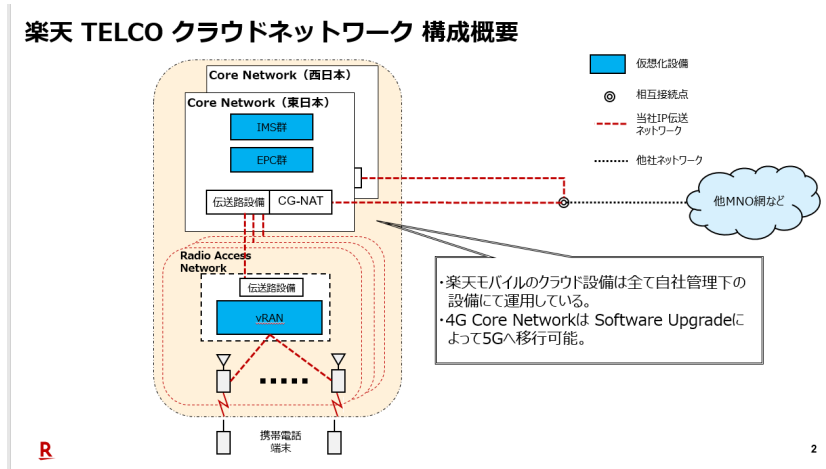 楽天 TELCO クラウドネットワーク 構成概要
Core Network（西日本）
Core Network（東日本）
IMS群
EPC群
伝送路設備
CG-NAT
Radio Access
Network
伝送路設備
vRAN
携帯電話
端末
仮想化設備
相互接続点
当社IP伝送
ネットワーク
他社ネットワーク
他MNO網など
・楽天モバイルのクラウド設備は全て自社管理下の
設備にて運用している。
・4G Core Networkは Software Upgradeに
よって5Gへ移行可能。
R
2